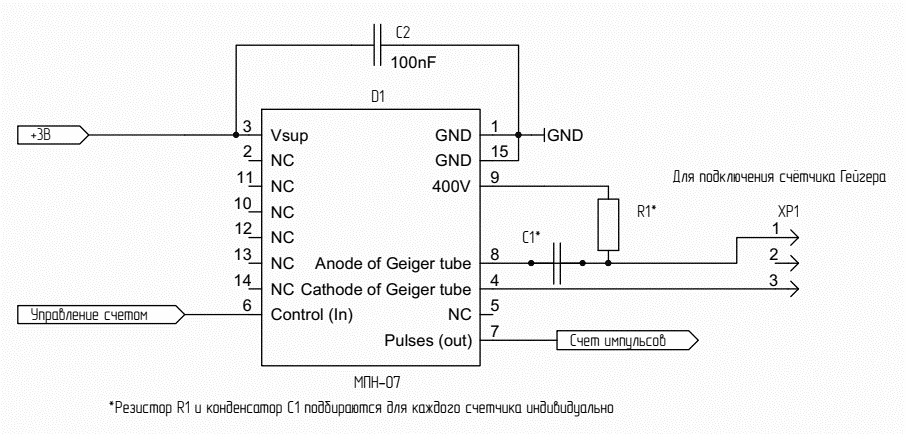 C2
100nF
D1
+3В
3 Vsup
GND 1
GND
2 NC
GND 15
11 NC
400V 9
Для подключения счетчика Гейгера
10 NC
R1*
XP1
12 NC
C1*
1
13 NC
Anode of Geiger tube 8
2
14 NC
Cathode of Geiger tube 4
3
Управление счетом
6 Control (In)
NC 5
Pulses (out) 7
Счет импульсов
МПН-07
*Резистор R1 и конденсатор C1 подбираются для каждого счетчика индивидуально